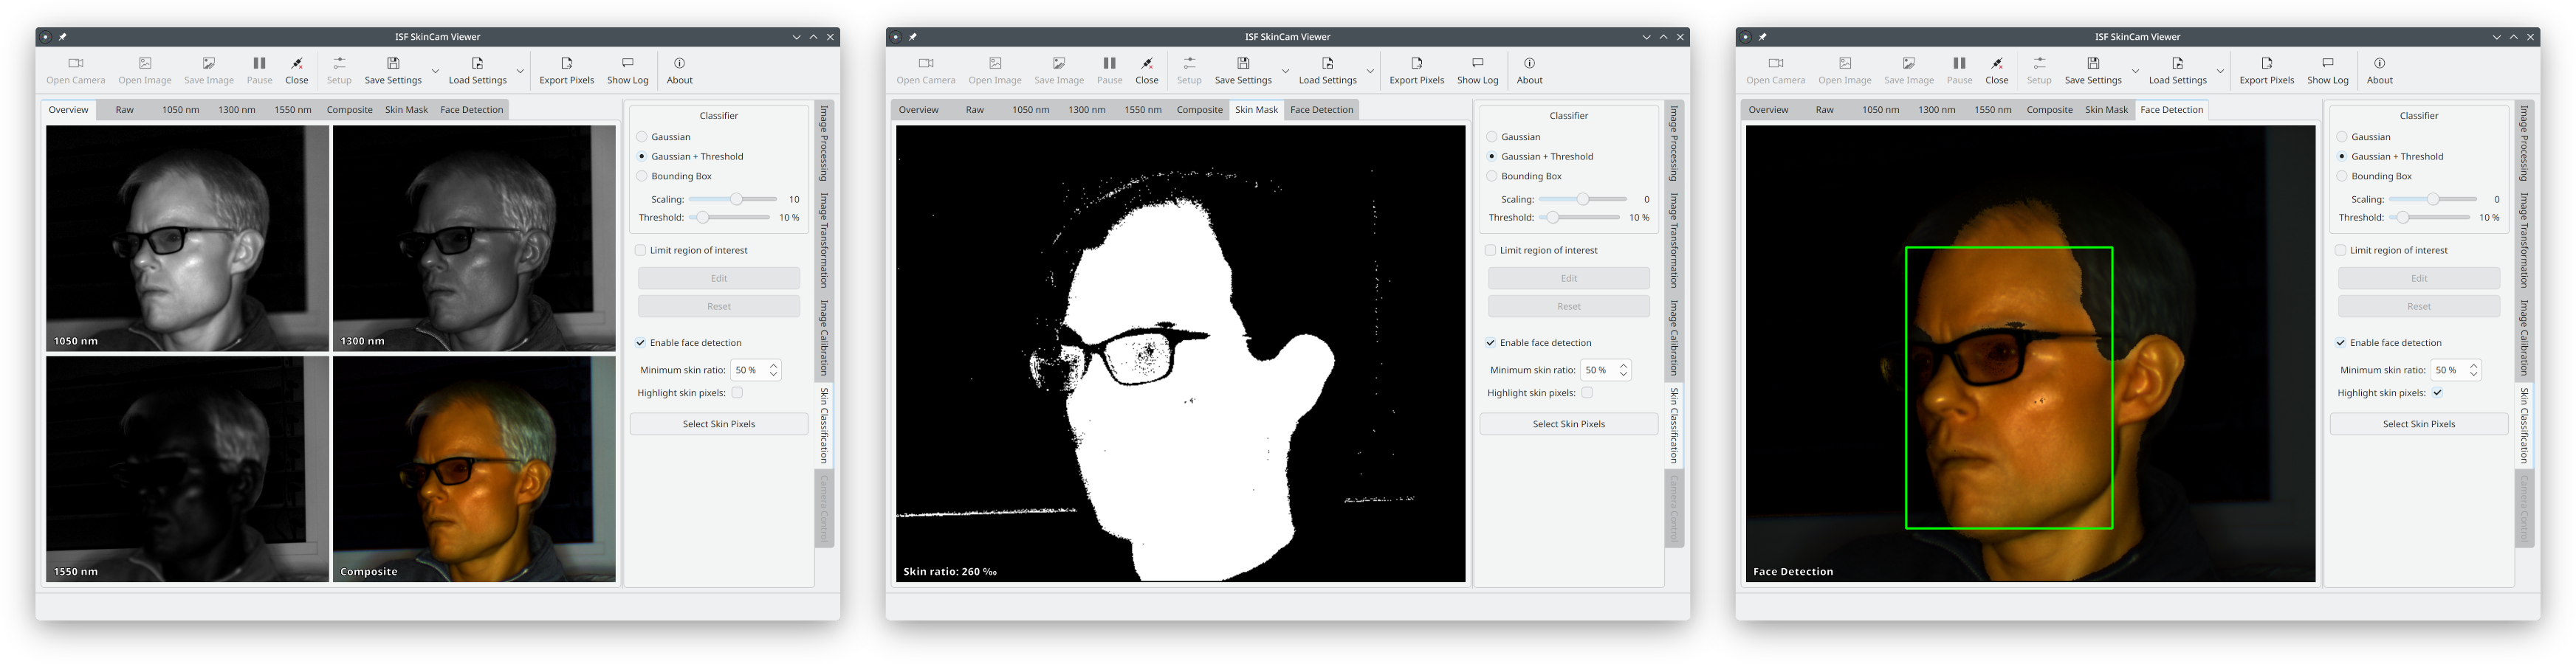 ISF SkinCam Viewer
Open Camera Open Image Save Image Pause Close Setup Save Settings Load Settings Export Pixels Show Log About
Overview Raw 1050 nm 1300 nm 1550 nm Composite Skin Mask Face Detection
1050 nm
1300 nm
1550 nm
Composite
Classifier
Gaussian
Gaussian + Threshold
Bounding Box
Scaling: 10
Threshold: 10 %
Limit region of interest
Edit
Reset
Enable face detection
Minimum skin ratio: 50 %
Highlight skin pixels:
Select Skin Pixels
Image Processing
Image Transformation
Image Calibration
Skin Classification
Camera Control
ISF SkinCam Viewer
Open Camera Open Image Save Image Pause Close Setup Save Settings Load Settings Export Pixels Show Log About
Overview Raw 1050 nm 1300 nm 1550 nm Composite Skin Mask Face Detection
Skin ratio: 260 ‰
Classifier
Gaussian
Gaussian + Threshold
Bounding Box
Scaling: 0
Threshold: 10 %
Limit region of interest
Edit
Reset
Enable face detection
Minimum skin ratio: 50 %
Highlight skin pixels:
Select Skin Pixels
Image Processing
Image Transformation
Image Calibration
Skin Classification
Camera Control
ISF SkinCam Viewer
Open Camera Open Image Save Image Pause Close Setup Save Settings Load Settings Export Pixels Show Log About
Overview Raw 1050 nm 1300 nm 1550 nm Composite Skin Mask Face Detection
Face Detection
Classifier
Gaussian
Gaussian + Threshold
Bounding Box
Scaling: 0
Threshold: 10 %
Limit region of interest
Edit
Reset
Enable face detection
Minimum skin ratio: 50 %
Highlight skin pixels:
Select Skin Pixels
Image Processing
Image Transformation
Image Calibration
Skin Classification
Camera Control